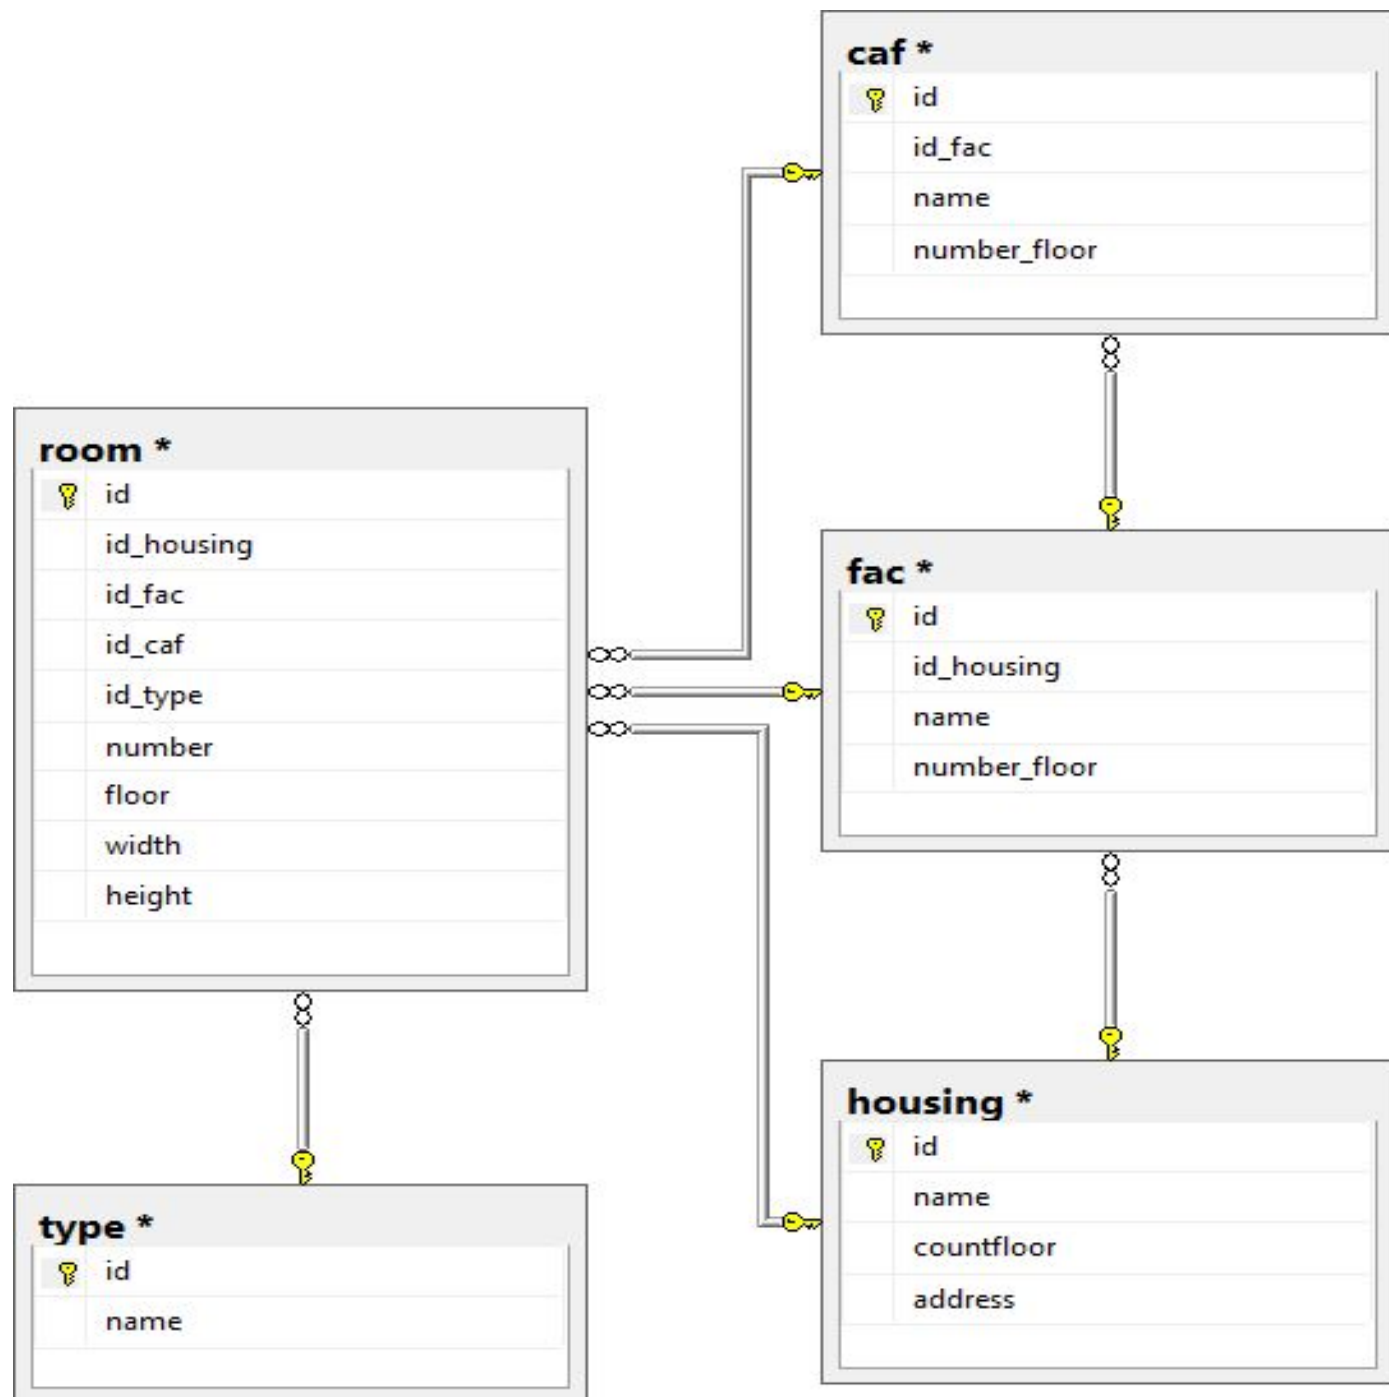 caf *
id
id_fac
name
number_floor
room *
id
id_housing
id_fac
id_caf
id_type
number
floor
width
height
fac *
id
id_housing
name
number_floor
housing *
id
name
countfloor
address
type *
id
name